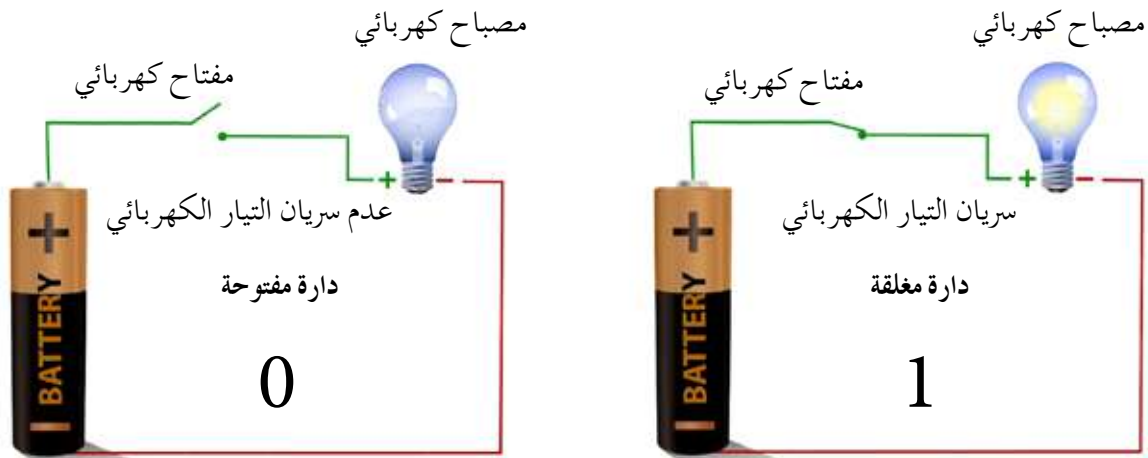 مصباح كهربائي
مفتاح كهربائي
+ -
عدم سريان التيار الكهربائي
دارة مفتوحة
0
+
BATTERY
مصباح كهربائي
مفتاح كهربائي
+ -
سريان التيار الكهربائي
دارة مغلقة
1
+
BATTERY